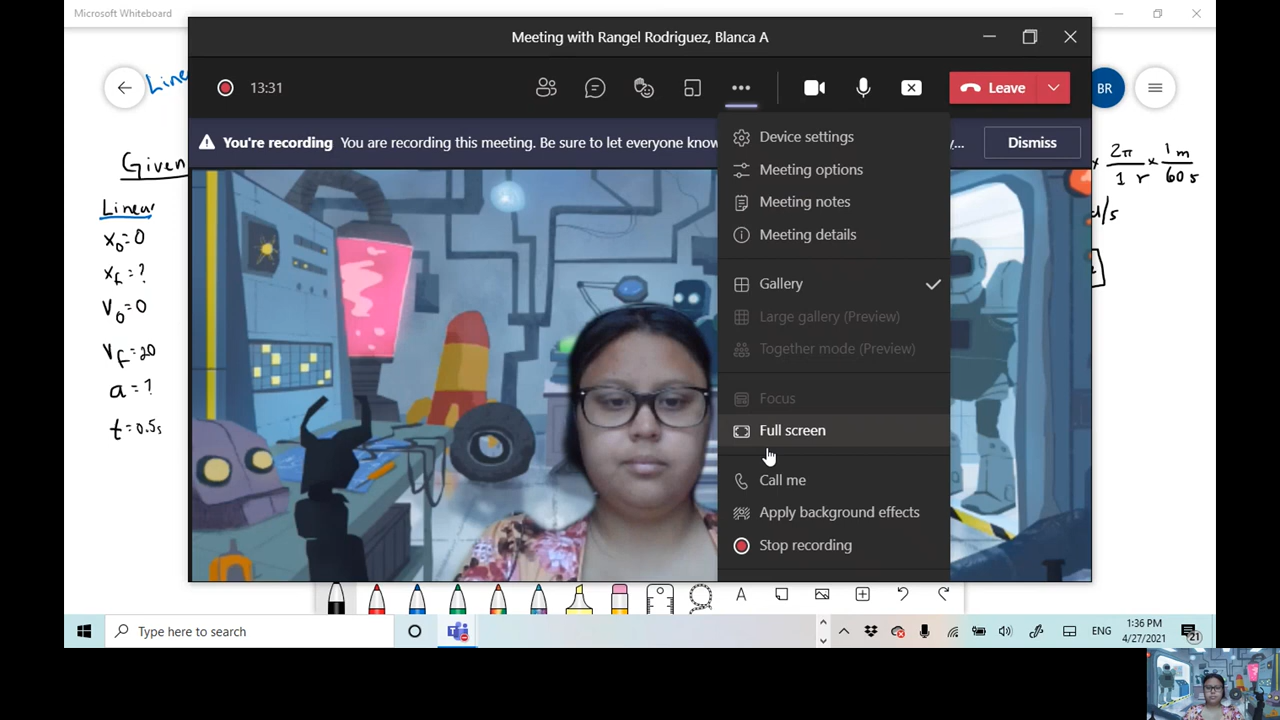 Microsoft Whiteboard
Meeting with Rangel Rodriguez, Blanca A
13:31
Leave
BR
You're recording You are recording this meeting. Be sure to let everyone know
y...
Dismiss
Device settings
Meeting options
Meeting notes
Meeting details
Gallery
Large gallery (Preview)
Together mode (Preview)
Focus
Full screen
Call me
Apply background effects
Stop recording
Given
Linear
x₀=0
x_f=?
V₀=0
V_f=20
a=?
t=0.5s
× 2π/1 r × 1 m/60 s
A
Type here to search
ENG
1:36 PM
4/27/2021
21